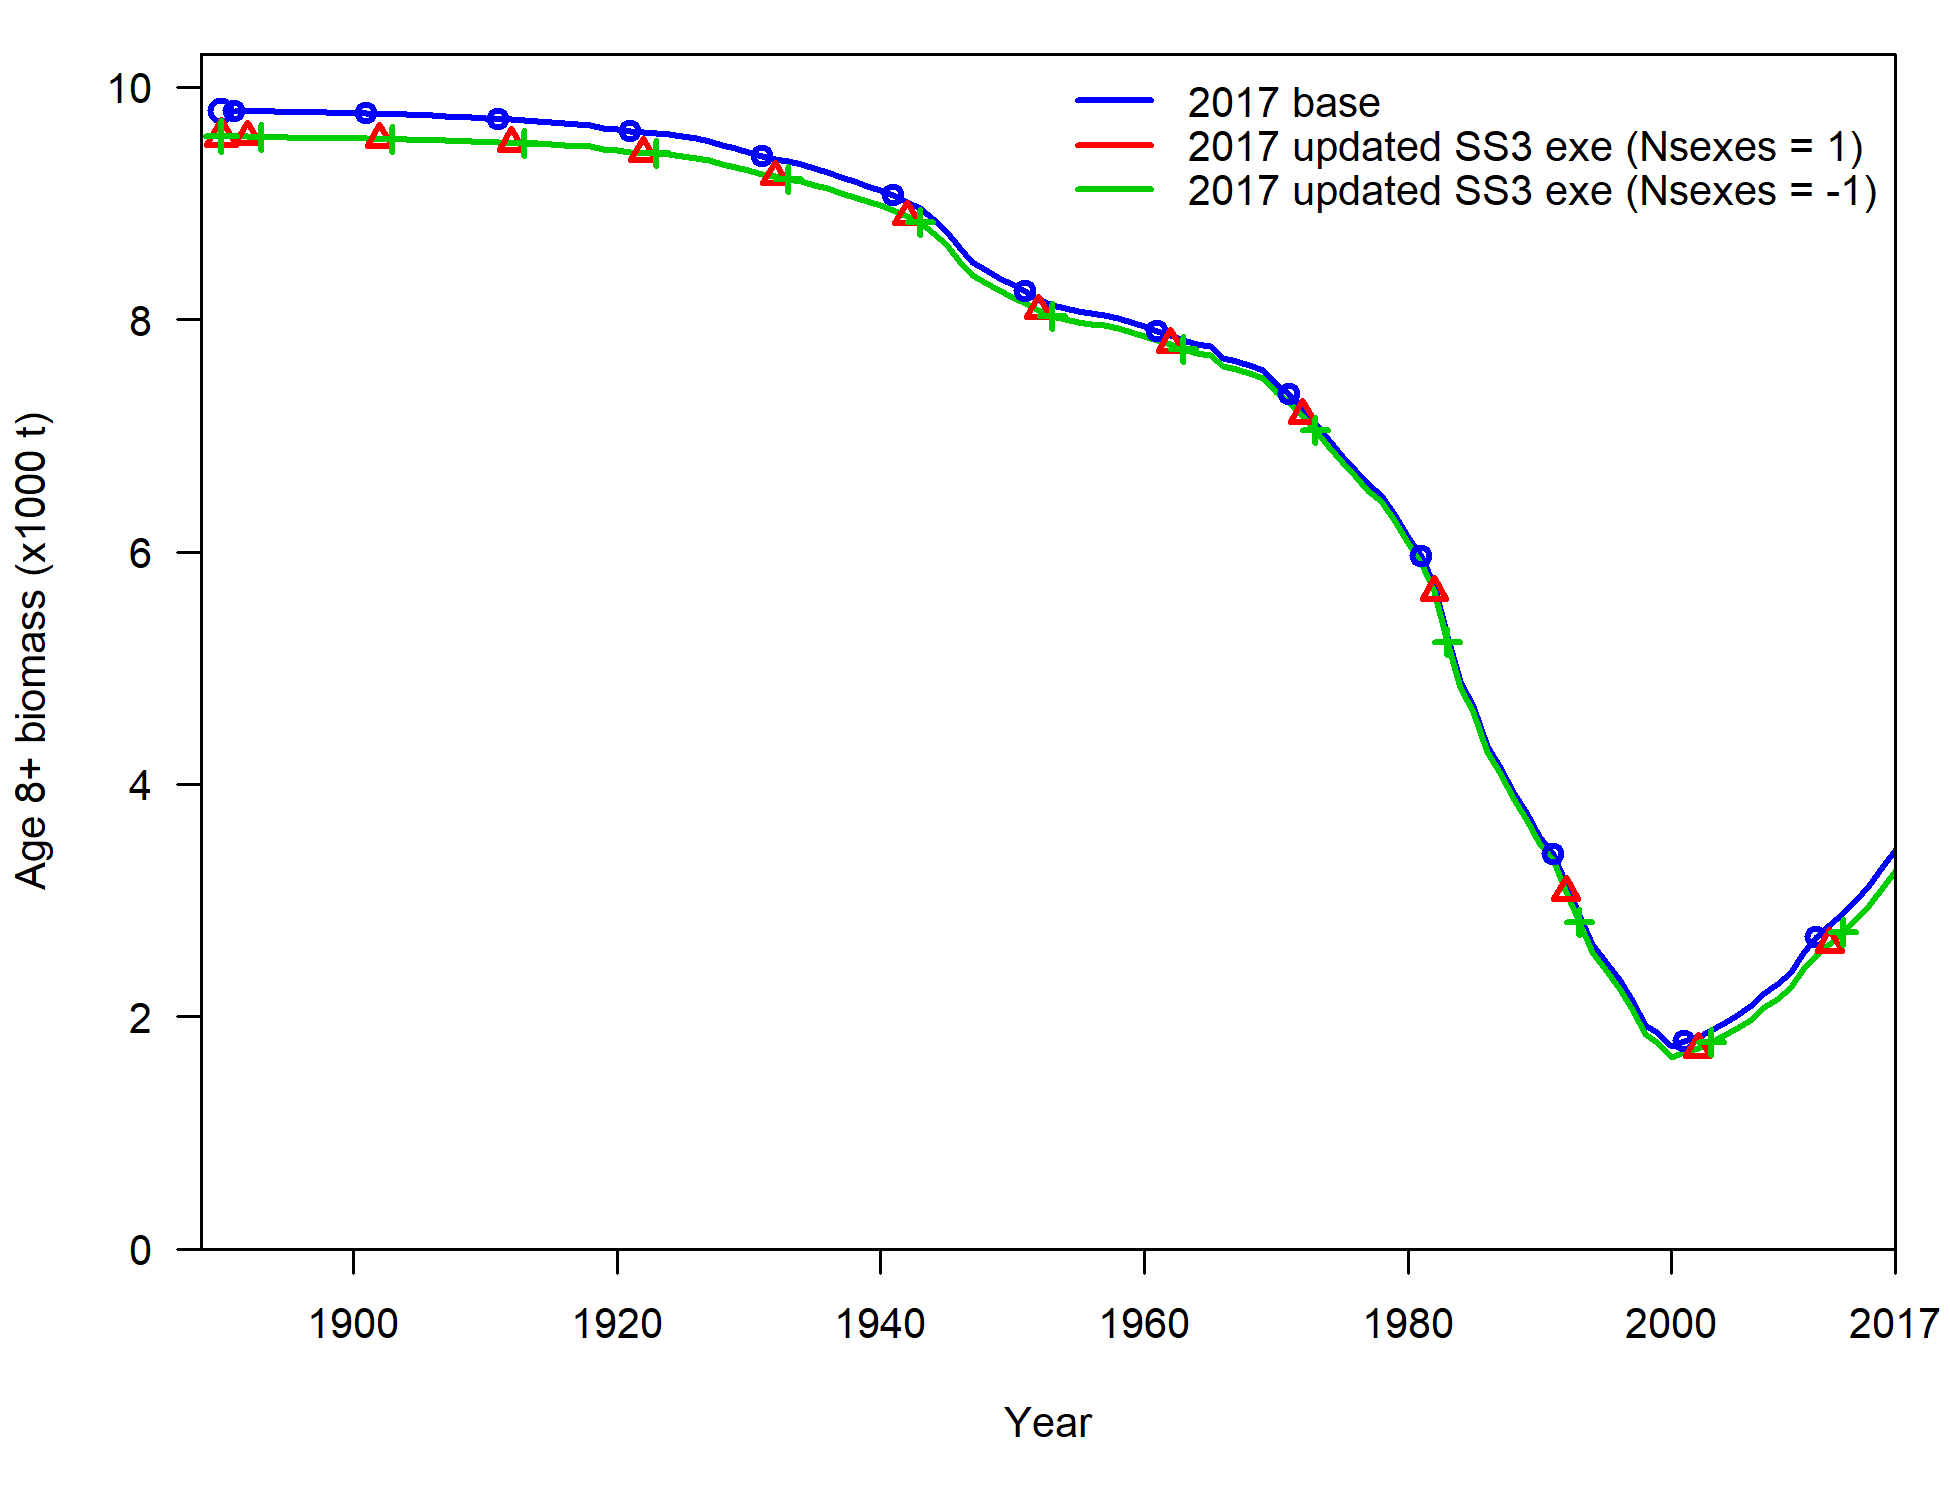 2017 base
2017 updated SS3 exe (Nsexes = 1)
2017 updated SS3 exe (Nsexes = -1)
Age 8+ biomass (x1000 t)
10
8
6
4
2
0
1900 1920 1940 1960 1980 2000 2017
Year